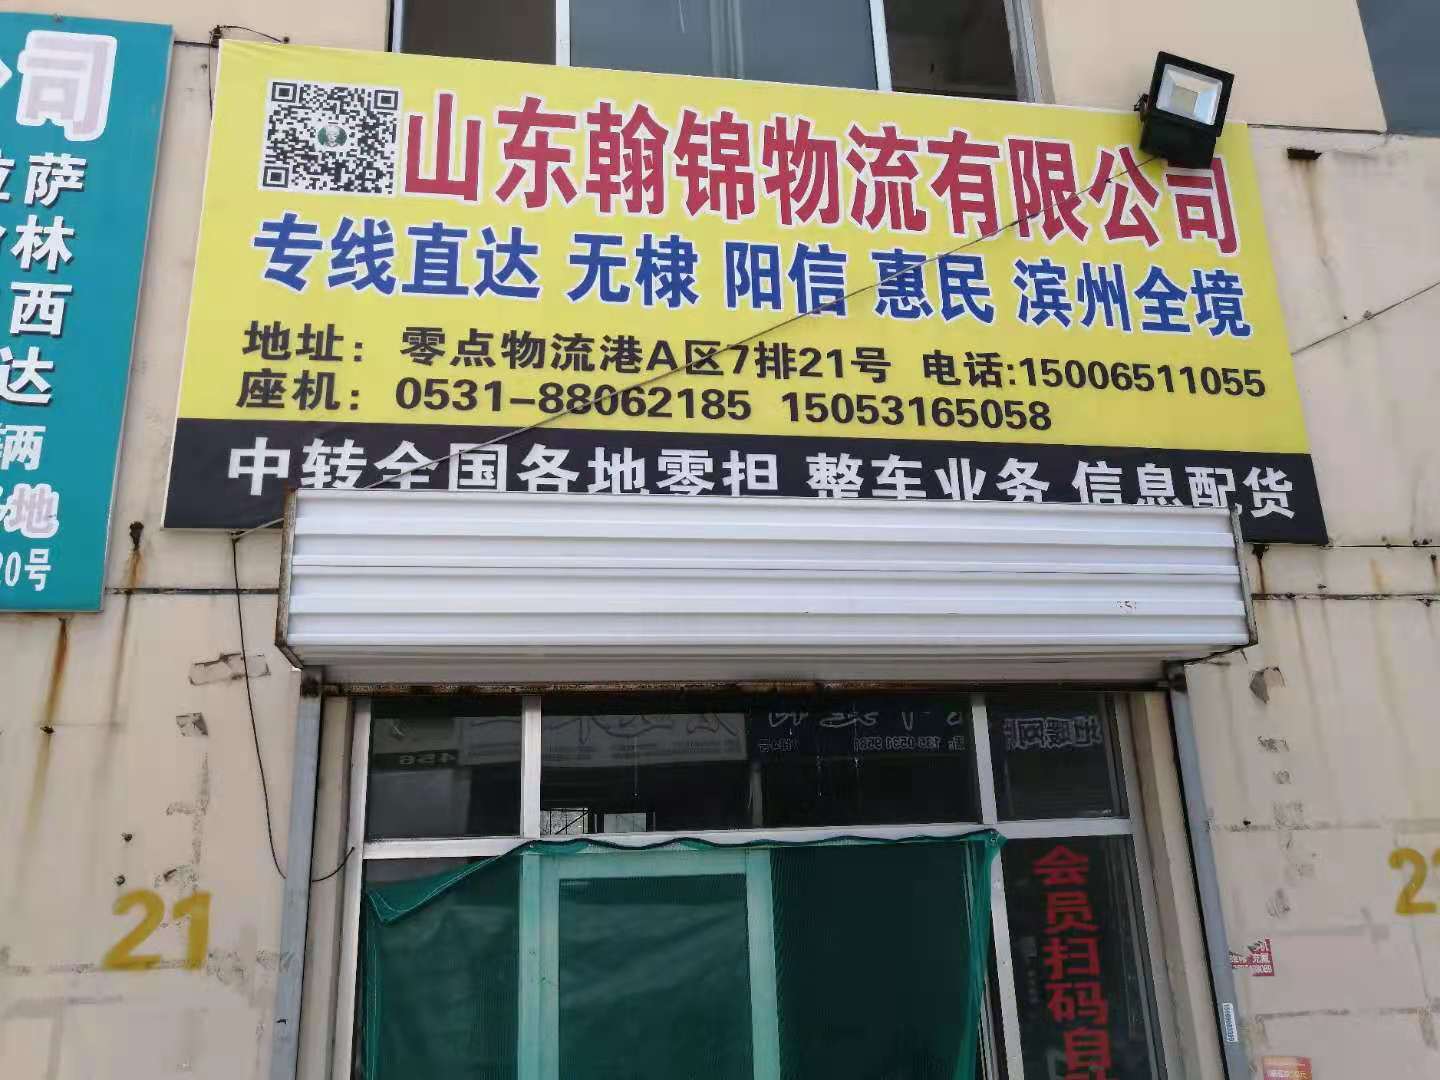 司
萨
林
西
达
辆
地
20号
山东翰锦物流有限公司
专线直达 无棣 阳信 惠民 滨州全境
地址：零点物流港A区7排21号 电话:15006511055
座机：0531-88062185 15053165058
中转全国各地零担 整车业务 信息配货
21
会员扫码自